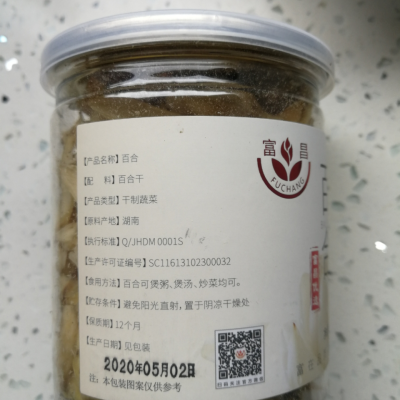 富 昌
FUCHANG
【产品名称】百合
【配 料】百合干
【产品类型】干制蔬菜
【原料产地】湖南
【执行标准】Q/JHDM 0001S
【生产许可证编号】SC11613102300032
【食用方法】百合可煲粥、煲汤、炒菜均可。
【贮存条件】避免阳光直射，置于阴凉干燥处
【保质期】12个月
【生产日期】见包装
2020年05月02日
注：本包装图案仅供参考